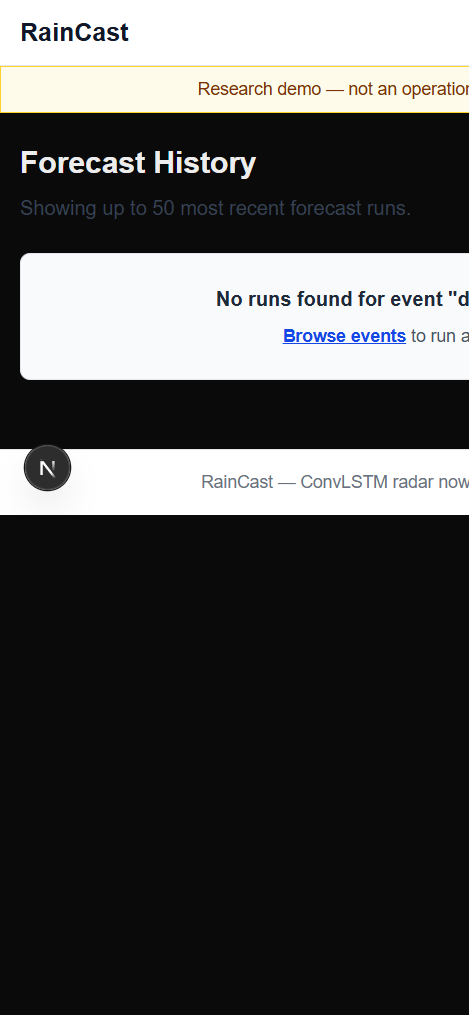 RainCast
Research demo — not an operation
Forecast History
Showing up to 50 most recent forecast runs.
No runs found for event "d
Browse events to run a
N
RainCast — ConvLSTM radar now